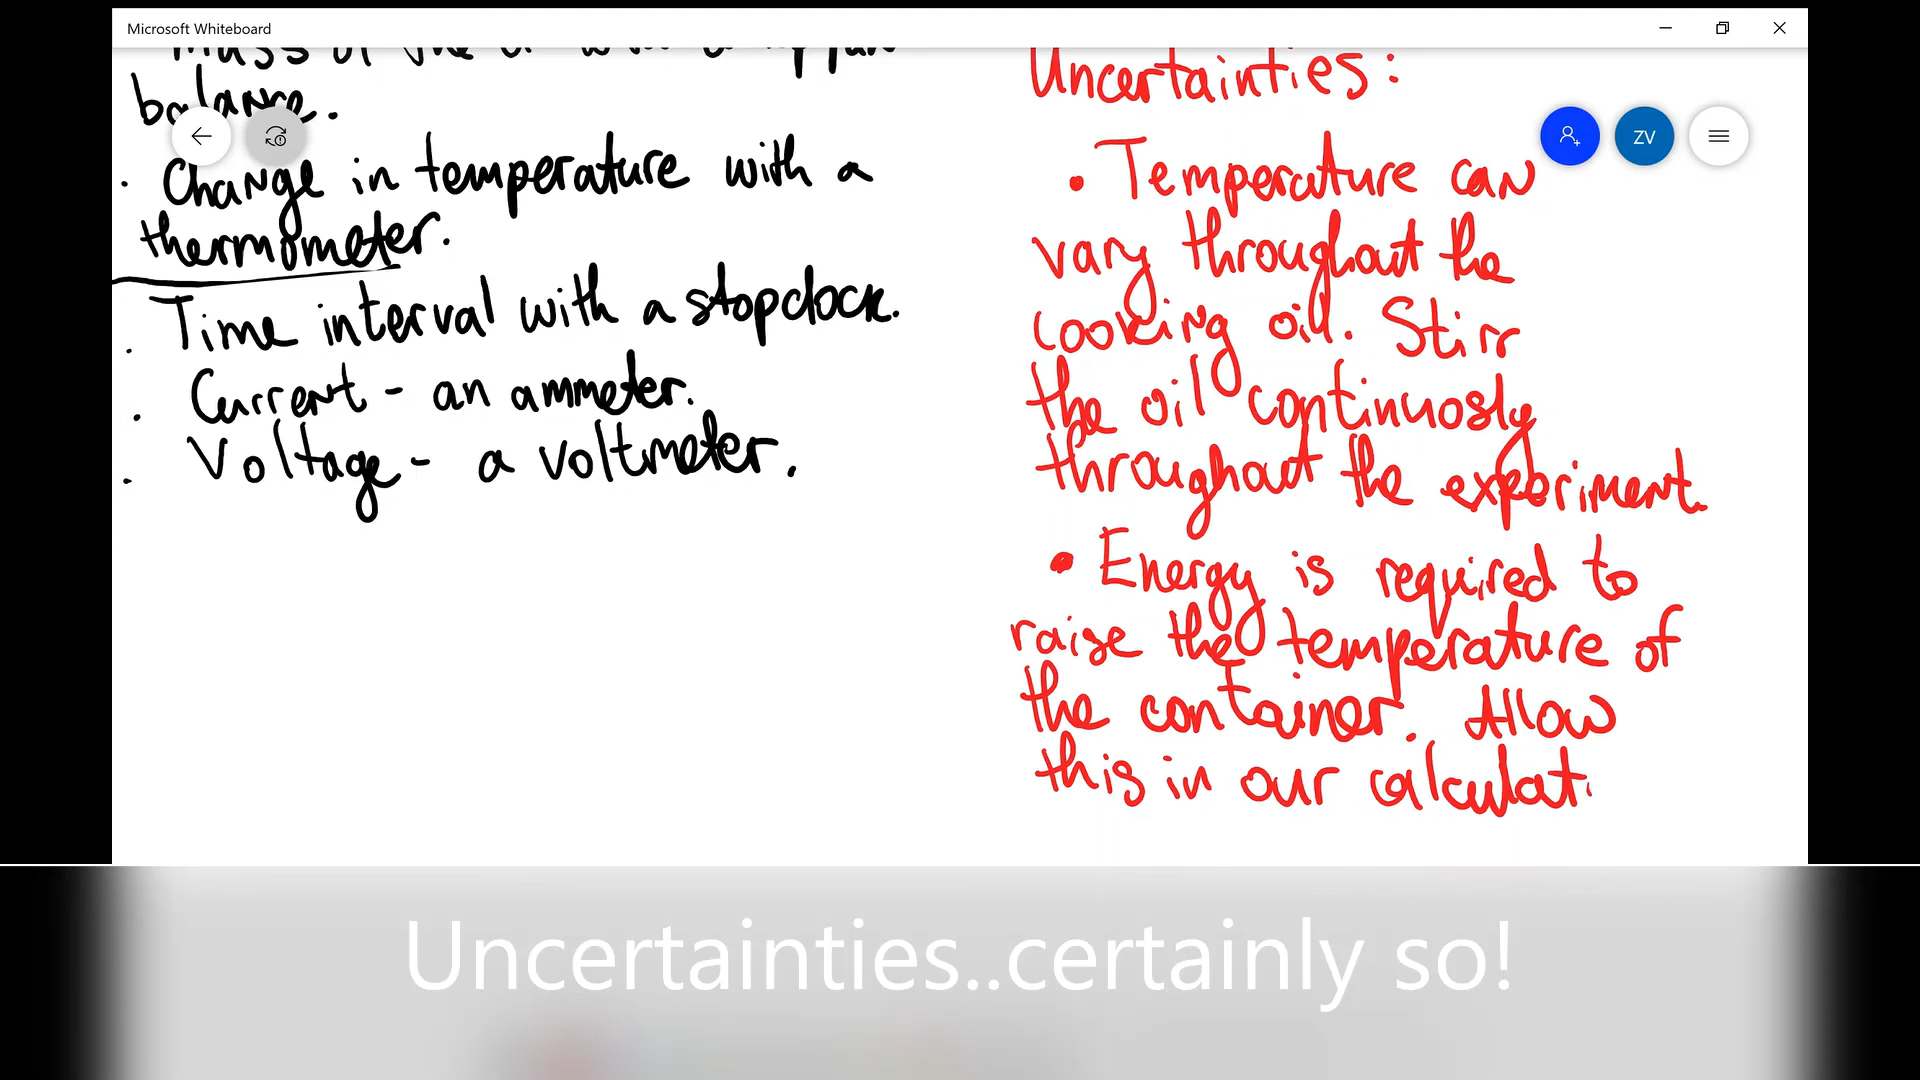 Microsoft Whiteboard
balance.
Change in temperature with a
thermometer.
Time interval with a stopclock.
Current - an ammeter.
Voltage - a voltmeter.
Uncertainties:
• Temperature can
vary throughout the
cooking oil. Stirr
the oil continuosly
throughout the experiment.
• Energy is required to
raise the temperature of
the container. Allow
this in our calculati
ZV
Uncertainties..certainly so!